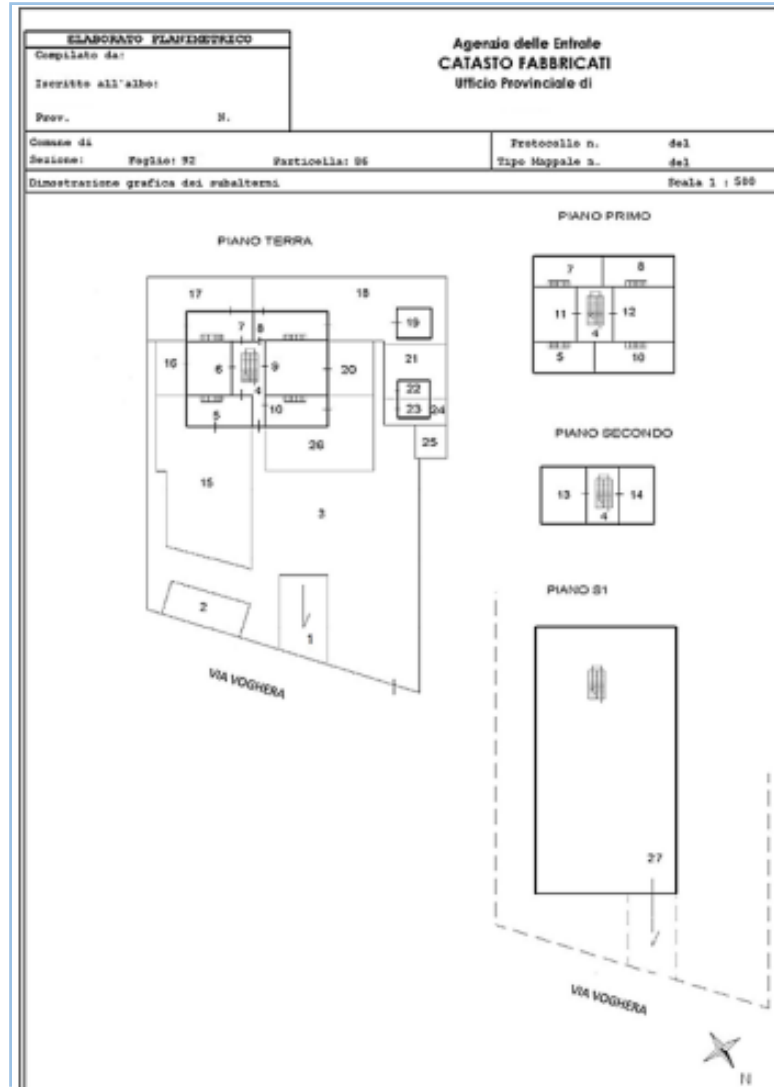 ELABORATO PLANIMETRICO
Compilato da:
Iscritto all'albo:
Prov. N.
Agenzia delle Entrate
CATASTO FABBRICATI
Ufficio Provinciale di
Comune di
Sezione: Foglio: 92 Particella: 86
Protocollo n. del
Tipo Mappale n. del
Dimostrazione grafica dei subalterni Scala 1 : 500
PIANO TERRA
17 18
19
7 8
16 6 9 20 21
4
22
5 10 23 24
26 25
15
3
2
1
VIA VOGHERA
PIANO PRIMO
7 8
11 12
4
5 10
PIANO SECONDO
13 14
4
PIANO S1
27
VIA VOGHERA
N